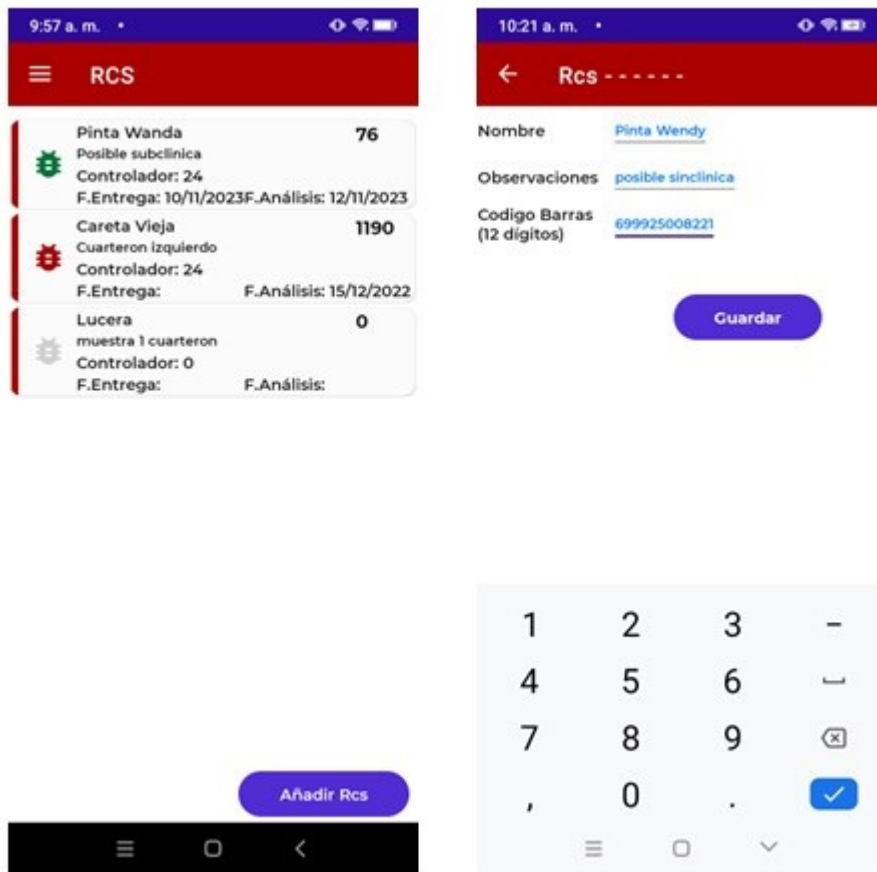 9:57 a. m. •
RCS
Pinta Wanda 76
Posible subclinica
Controlador: 24
F.Entrega: 10/11/2023F.Análisis: 12/11/2023
Careta Vieja 1190
Cuarteron izquierdo
Controlador: 24
F.Entrega: F.Análisis: 15/12/2022
Lucera 0
muestra 1 cuarteron
Controlador: 0
F.Entrega: F.Análisis:
Añadir Rcs
10:21 a. m. •
Rcs - - - - - -
Nombre Pinta Wendy
Observaciones posible sinclinica
Codigo Barras
(12 dígitos) 699925008221
Guardar
1 2 3 -
4 5 6
7 8 9
, 0 .